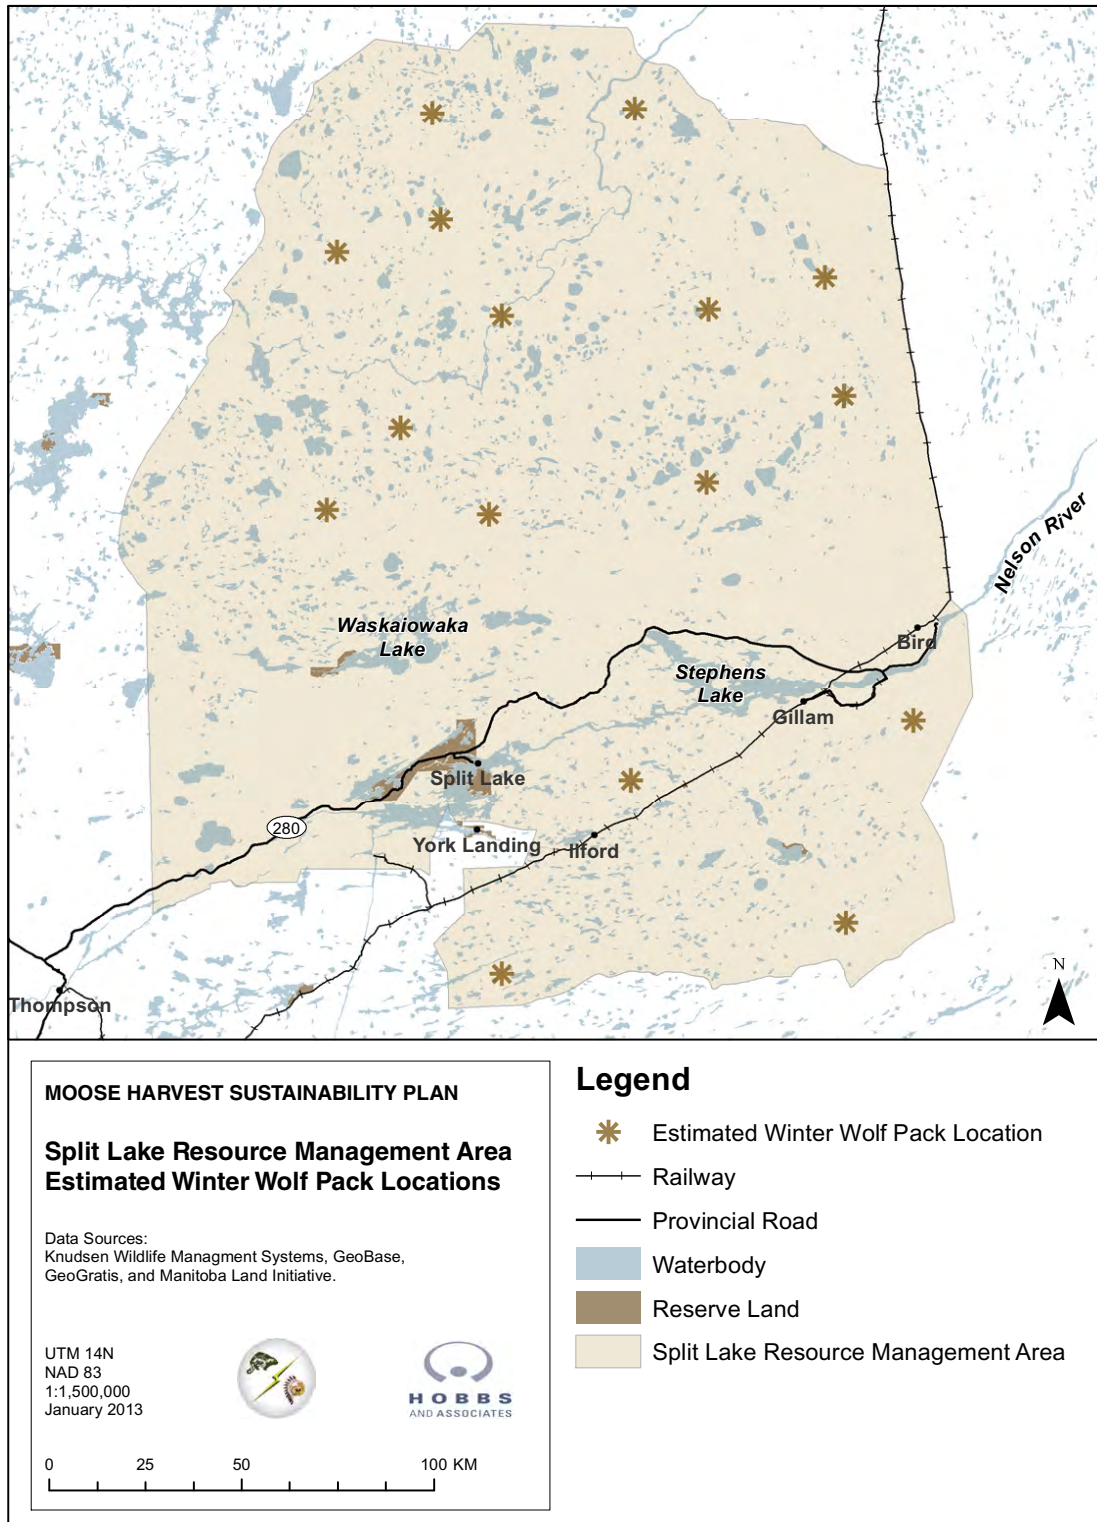 Waskaiowaka
Lake
Nelson River
Bird
Stephens
Lake
Gillam
Split Lake
280
York Landing
Ilford
Thompson
N
MOOSE HARVEST SUSTAINABILITY PLAN
Split Lake Resource Management Area
Estimated Winter Wolf Pack Locations
Data Sources:
Knudsen Wildlife Managment Systems, GeoBase,
GeoGratis, and Manitoba Land Initiative.
UTM 14N
NAD 83
1:1,500,000
January 2013
HOBBS
AND ASSOCIATES
0 25 50 100 KM
Legend
Estimated Winter Wolf Pack Location
Railway
Provincial Road
Waterbody
Reserve Land
Split Lake Resource Management Area